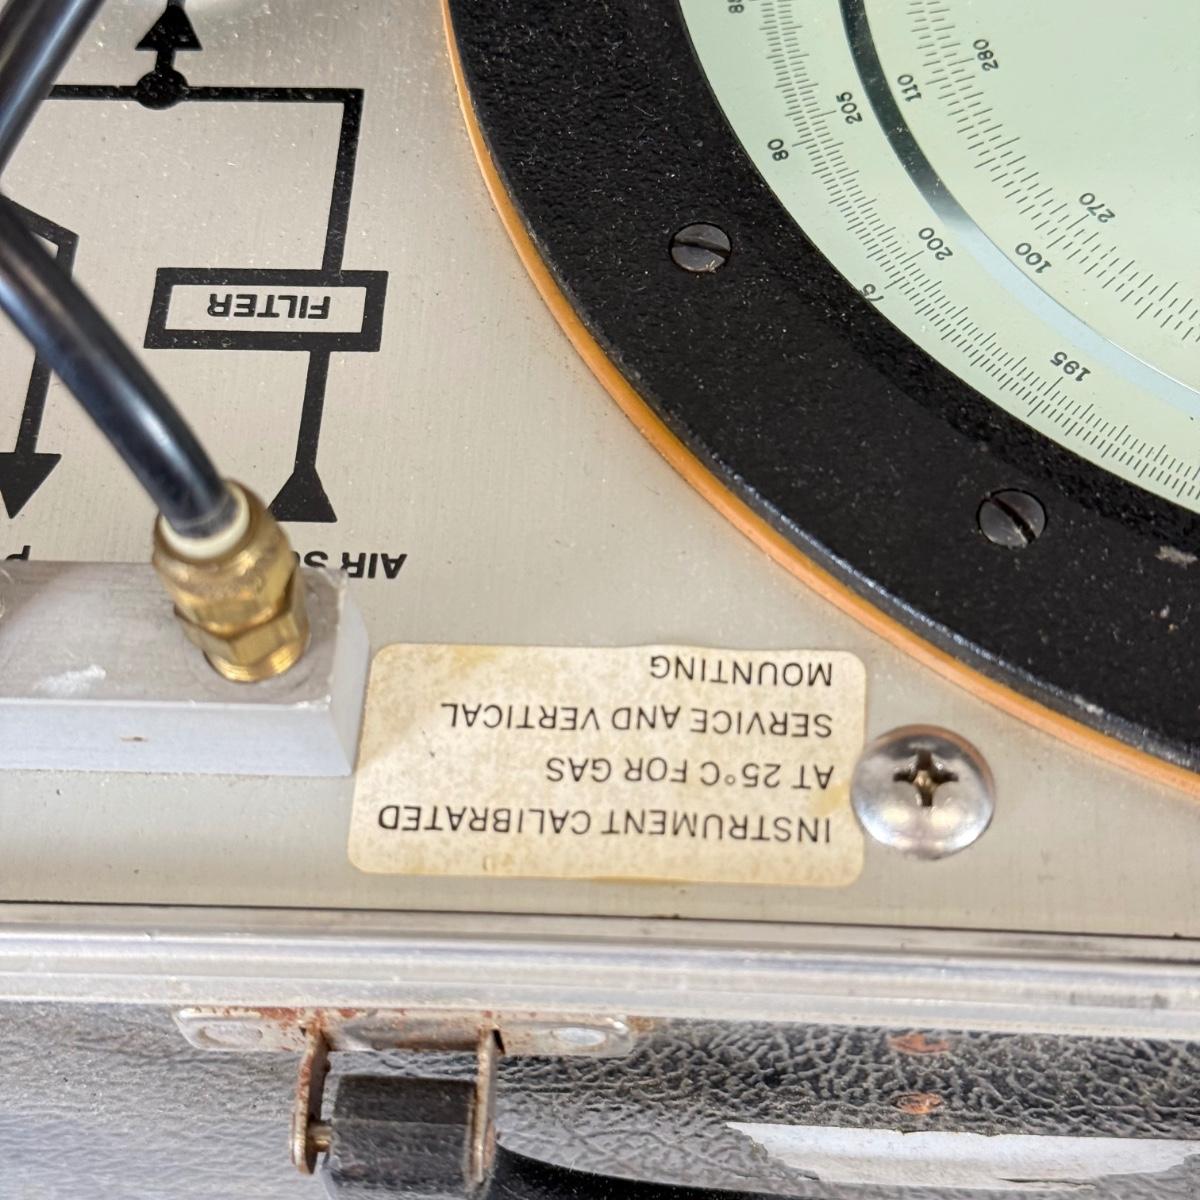 INSTRUMENT CALIBRATED
AT 25°C FOR GAS
SERVICE AND VERTICAL
MOUNTING
AIR
FILTER
195
200
205
75
80
100
110
270
280